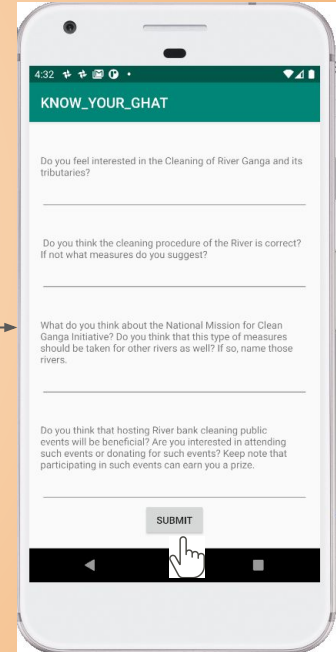 4:32
KNOW_YOUR_GHAT
Do you feel interested in the Cleaning of River Ganga and its
tributaries?
Do you think the cleaning procedure of the River is correct?
If not what measures do you suggest?
What do you think about the National Mission for Clean
Ganga Initiative? Do you think that this type of measures
should be taken for other rivers as well? If so, name those
rivers.
Do you think that hosting River bank cleaning public
events will be beneficial? Are you interested in attending
such events or donating for such events? Keep note that
participating in such events can earn you a prize.
SUBMIT